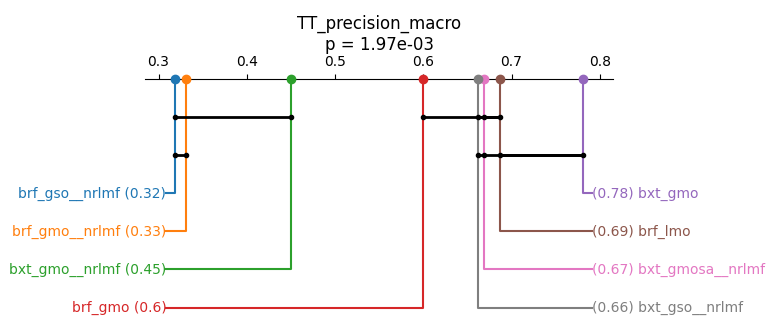 TT_precision_macro
p = 1.97e-03
0.3 0.4 0.5 0.6 0.7 0.8
brf_gso__nrlmf (0.32) (0.78) bxt_gmo
brf_gmo__nrlmf (0.33) (0.69) brf_lmo
bxt_gmo__nrlmf (0.45) (0.67) bxt_gmosa__nrlmf
brf_gmo (0.6) (0.66) bxt_gso__nrlmf